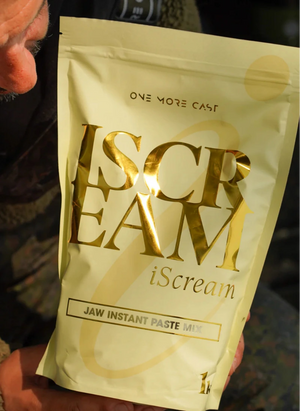 ONE MORE CAST
ISCR
EAM
iScream
JAW INSTANT PASTE MIX